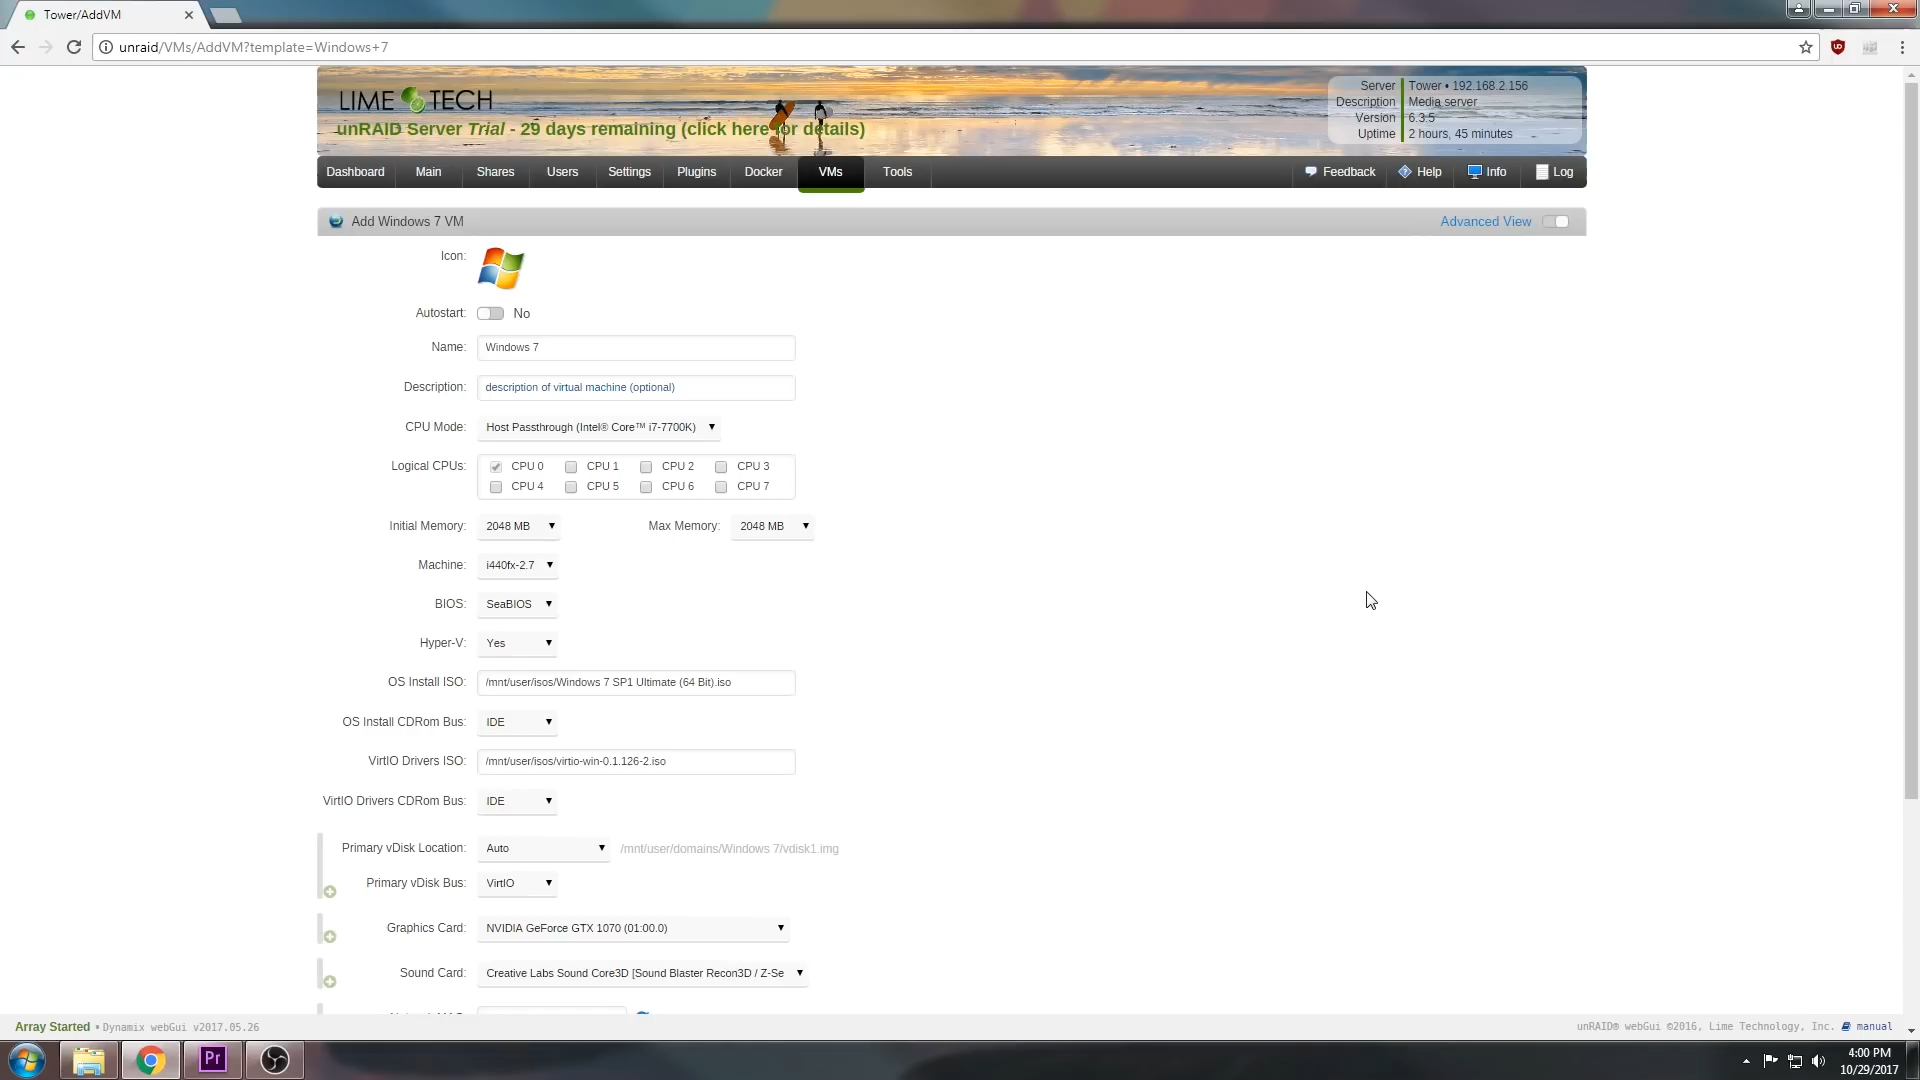 Tower/AddVM
unraid/VMs/AddVM?template=Windows+7
LIME TECH
unRAID Server Trial - 29 days remaining (click here for details)
Server Tower • 192.168.2.156
Description Media server
Version 6.3.5
Uptime 2 hours, 45 minutes
Dashboard Main Shares Users Settings Plugins Docker VMs Tools Feedback Help Info Log
Add Windows 7 VM Advanced View
Icon:
Autostart: No
Name: Windows 7
Description: description of virtual machine (optional)
CPU Mode: Host Passthrough (Intel® Core™ i7-7700K)
Logical CPUs: CPU 0 CPU 1 CPU 2 CPU 3
CPU 4 CPU 5 CPU 6 CPU 7
Initial Memory: 2048 MB Max Memory: 2048 MB
Machine: i440fx-2.7
BIOS: SeaBIOS
Hyper-V: Yes
OS Install ISO: /mnt/user/isos/Windows 7 SP1 Ultimate (64 Bit).iso
OS Install CDRom Bus: IDE
VirtIO Drivers ISO: /mnt/user/isos/virtio-win-0.1.126-2.iso
VirtIO Drivers CDRom Bus: IDE
Primary vDisk Location: Auto /mnt/user/domains/Windows 7/vdisk1.img
Primary vDisk Bus: VirtIO
Graphics Card: NVIDIA GeForce GTX 1070 (01:00.0)
Sound Card: Creative Labs Sound Core3D [Sound Blaster Recon3D / Z-Se
Array Started • Dynamix webGui v2017.05.26 unRAID® webGui ©2016, Lime Technology, Inc. manual
Pr
4:00 PM
10/29/2017